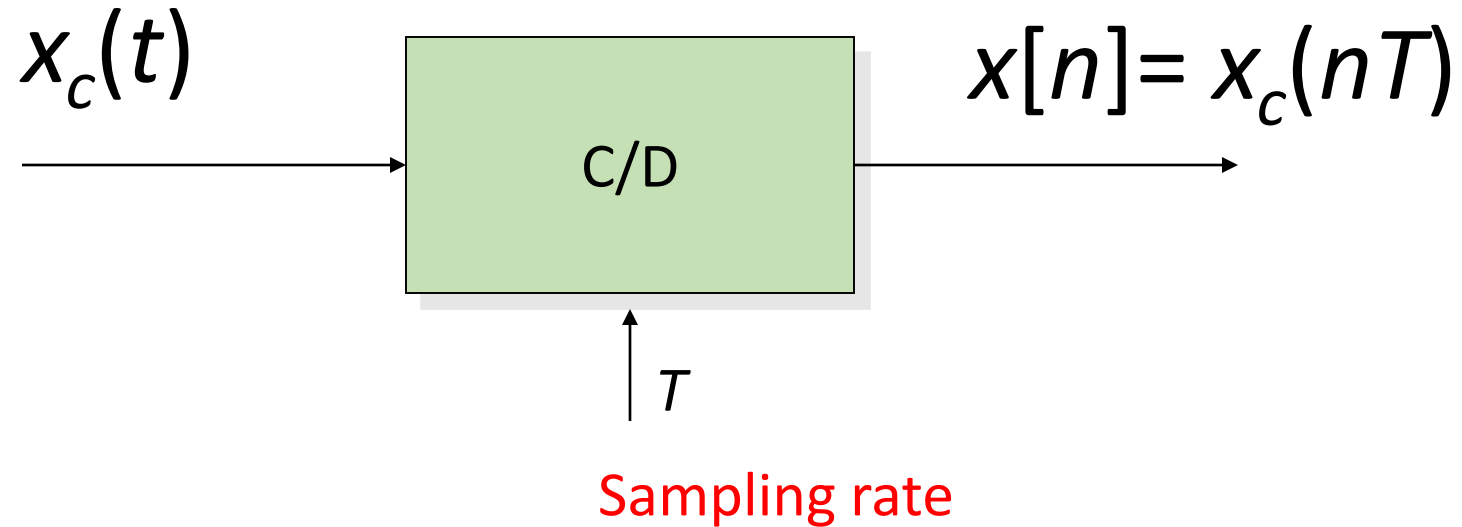 x_c(t)
x[n]= x_c(nT)
C/D
T
Sampling rate